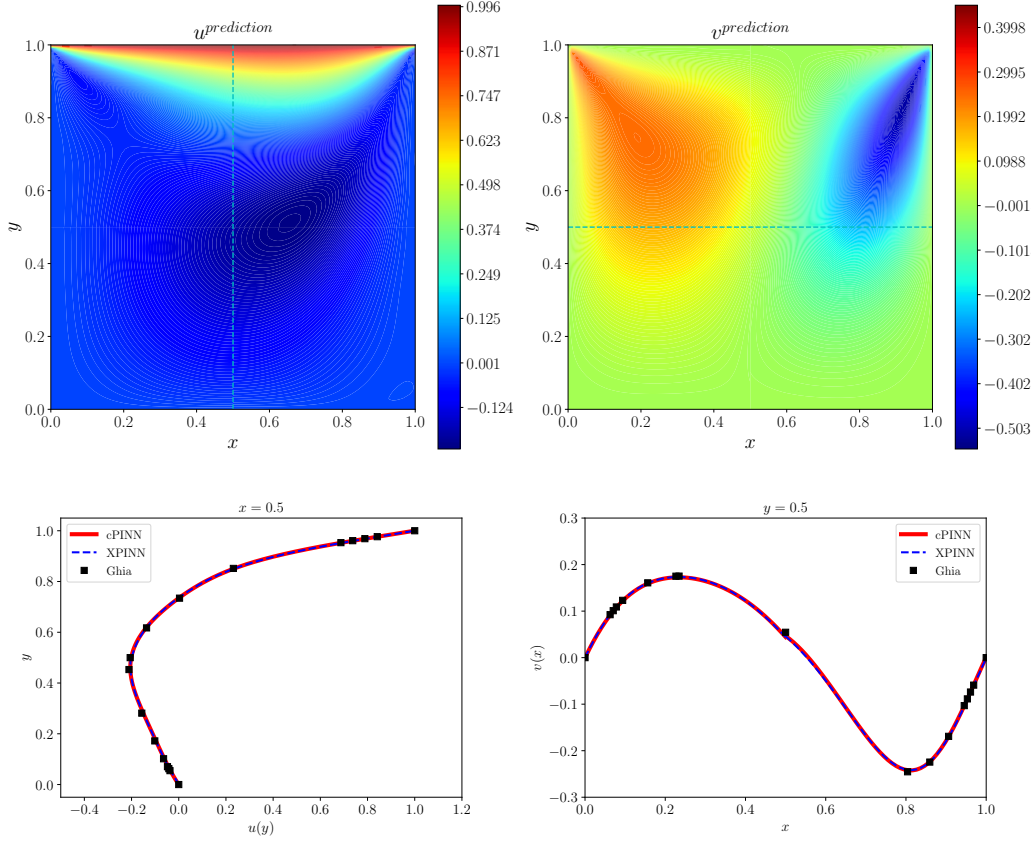 u^{prediction}
1.0
0.8
0.6
0.4
0.2
0.0
y
0.0 0.2 0.4 0.6 0.8 1.0
x
0.996
0.871
0.747
0.623
0.498
0.374
0.249
0.125
0.001
−0.124
v^{prediction}
1.0
0.8
0.6
0.4
0.2
0.0
y
0.0 0.2 0.4 0.6 0.8 1.0
x
0.3998
0.2995
0.1992
0.0988
-0.001
−0.101
−0.202
−0.302
−0.402
−0.503
x = 0.5
cPINN
XPINN
Ghia
1.0
0.8
0.6
0.4
0.2
0.0
y
−0.4 −0.2 0.0 0.2 0.4 0.6 0.8 1.0 1.2
u(y)
y = 0.5
cPINN
XPINN
Ghia
0.3
0.2
0.1
0.0
−0.1
−0.2
−0.3
v(x)
0.0 0.2 0.4 0.6 0.8 1.0
x